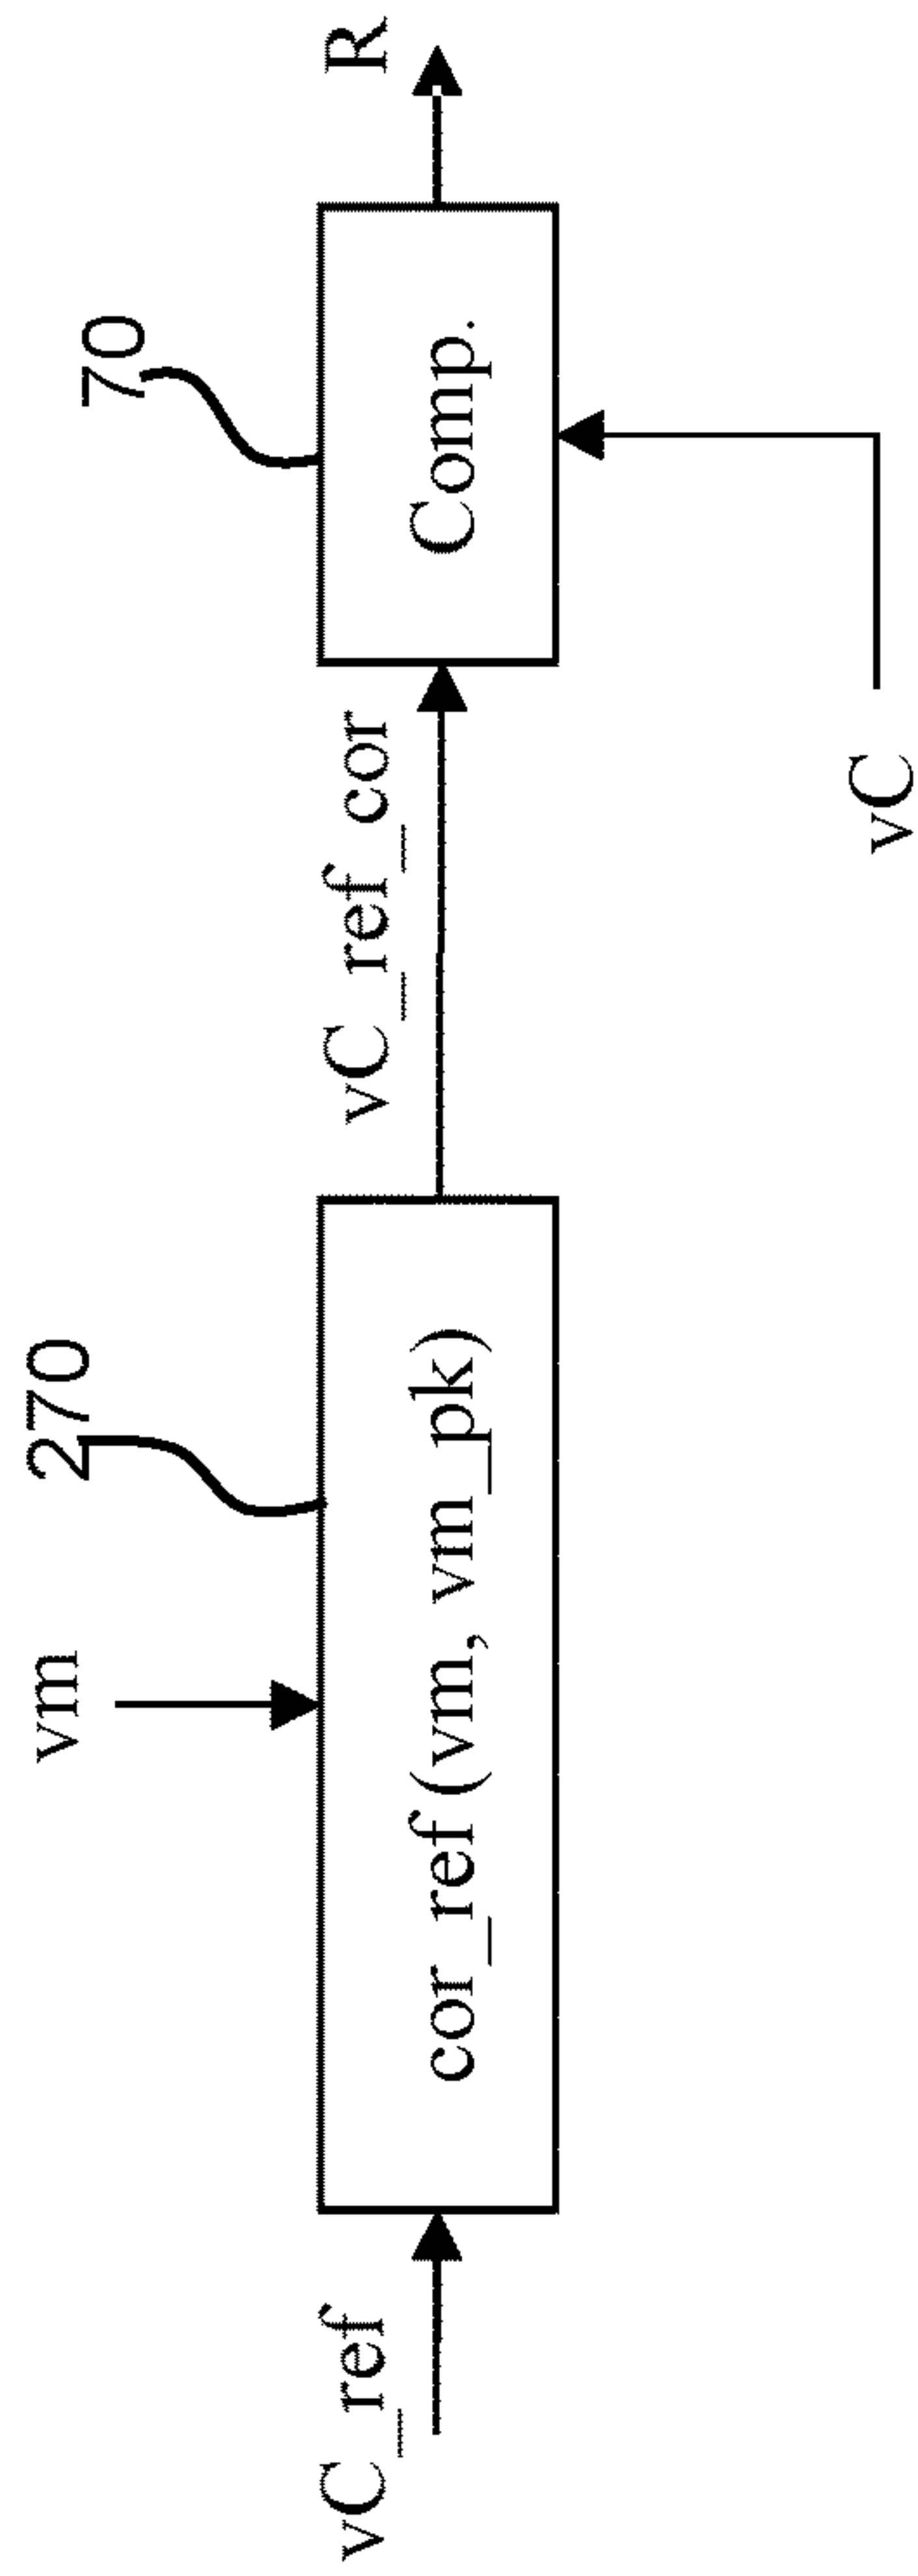 vC_ref
vm
270
cor_ref (vm, vm_pk)
vC_ref_cor
70
Comp.
vC
R